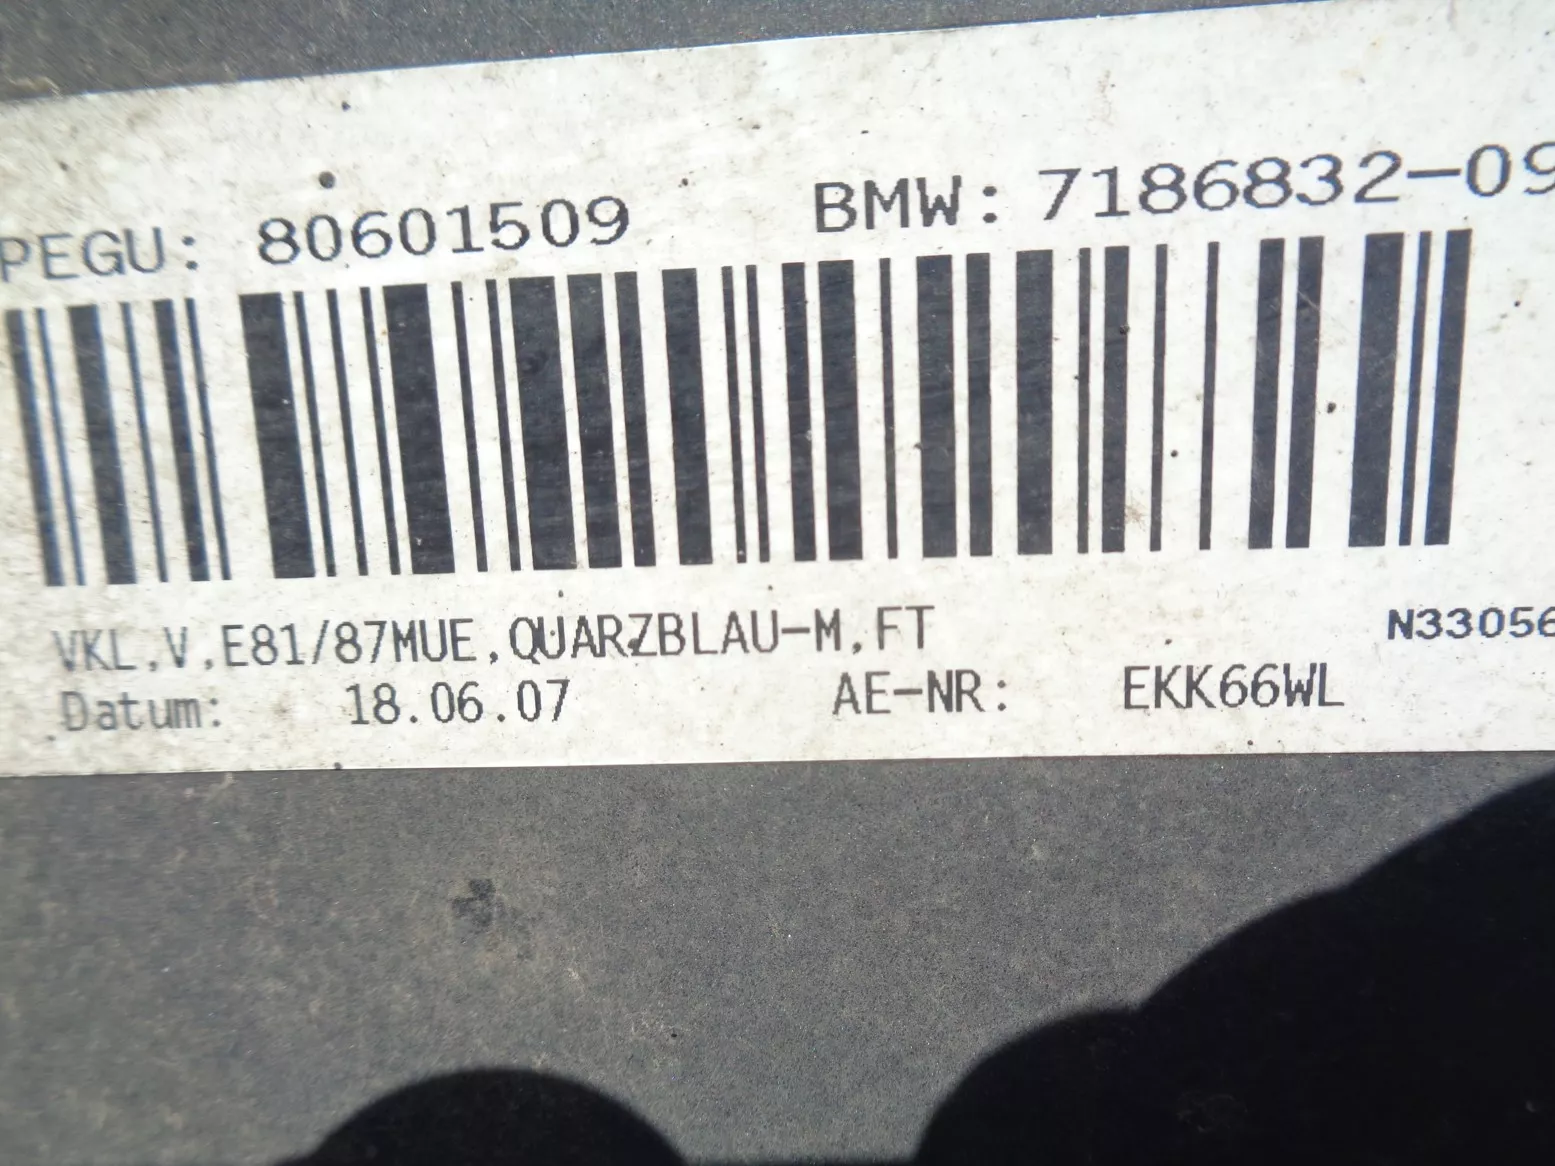 PEGU: 80601509 BMW: 7186832-09
VKL,V,E81/87MUE,QUARZBLAU-M,FT N33056
Datum: 18.06.07 AE-NR: EKK66WL